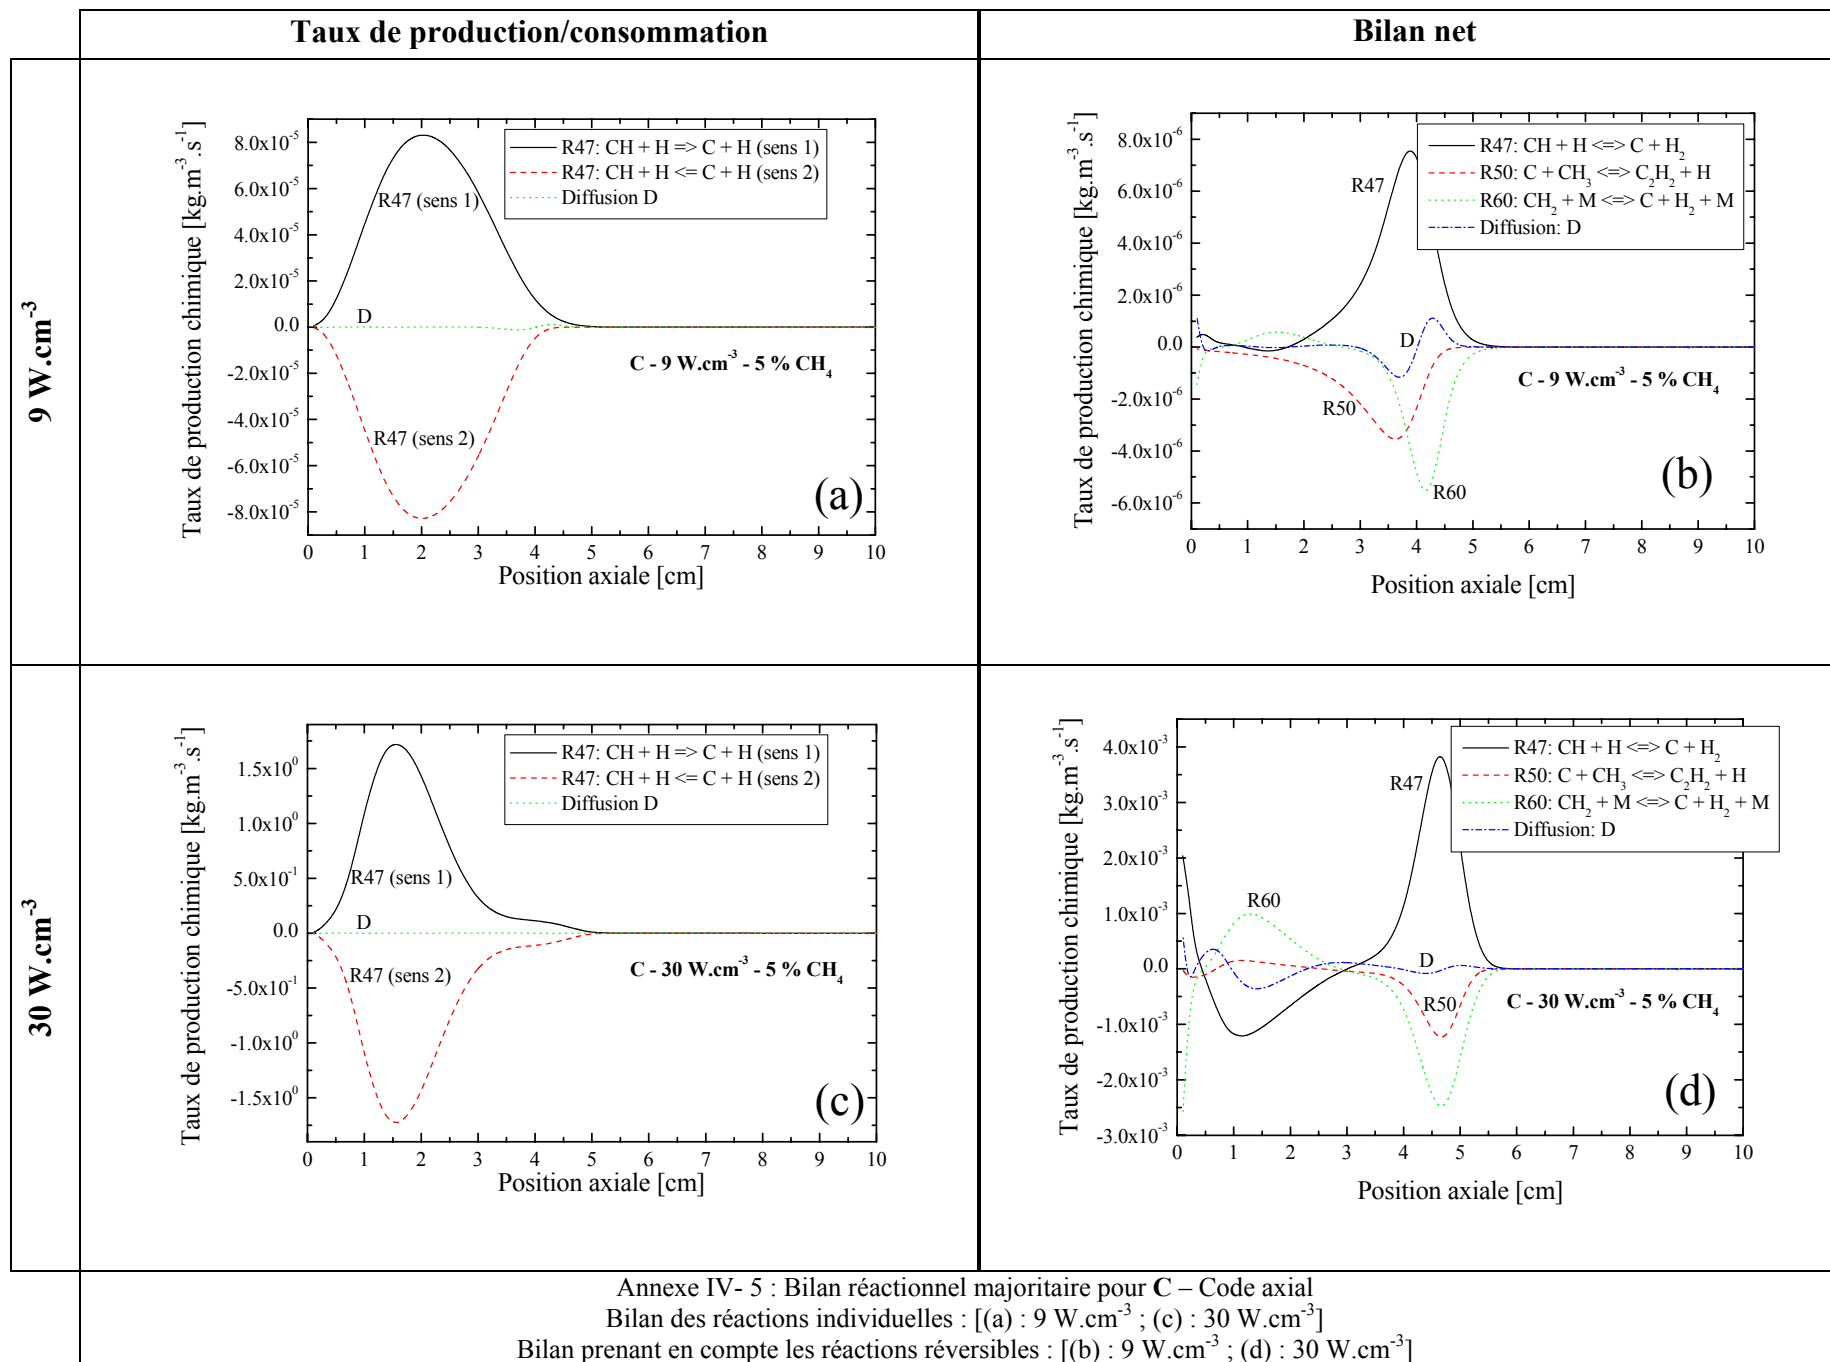 Taux de production/consommation
Bilan net
9 W.cm-3
Taux de production chimique [kg.m-3.s-1]
8.0x10-5
6.0x10-5
4.0x10-5
2.0x10-5
0.0
-2.0x10-5
-4.0x10-5
-6.0x10-5
-8.0x10-5
R47: CH + H => C + H (sens 1)
R47: CH + H <= C + H (sens 2)
Diffusion D
R47 (sens 1)
D
C - 9 W.cm-3 - 5 % CH4
R47 (sens 2)
(a)
0 1 2 3 4 5 6 7 8 9 10
Position axiale [cm]
Taux de production chimique [kg.m-3.s-1]
8.0x10-6
6.0x10-6
4.0x10-6
2.0x10-6
0.0
-2.0x10-6
-4.0x10-6
-6.0x10-6
R47: CH + H <=> C + H2
R50: C + CH3 <=> C2H2 + H
R60: CH2 + M <=> C + H2 + M
Diffusion: D
R47
D
C - 9 W.cm-3 - 5 % CH4
R50
R60
(b)
0 1 2 3 4 5 6 7 8 9 10
Position axiale [cm]
30 W.cm-3
Taux de production chimique [kg.m-3.s-1]
1.5x100
1.0x100
5.0x10-1
0.0
-5.0x10-1
-1.0x100
-1.5x100
R47: CH + H => C + H (sens 1)
R47: CH + H <= C + H (sens 2)
Diffusion D
R47 (sens 1)
D
R47 (sens 2)
C - 30 W.cm-3 - 5 % CH4
(c)
0 1 2 3 4 5 6 7 8 9 10
Position axiale [cm]
Taux de production chimique [kg.m-3.s-1]
4.0x10-3
3.0x10-3
2.0x10-3
1.0x10-3
0.0
-1.0x10-3
-2.0x10-3
-3.0x10-3
R47: CH + H <=> C + H2
R50: C + CH3 <=> C2H2 + H
R60: CH2 + M <=> C + H2 + M
Diffusion: D
R47
R60
D
R50
C - 30 W.cm-3 - 5 % CH4
(d)
0 1 2 3 4 5 6 7 8 9 10
Position axiale [cm]
Annexe IV- 5 : Bilan réactionnel majoritaire pour C – Code axial
Bilan des réactions individuelles : [(a) : 9 W.cm-3 ; (c) : 30 W.cm-3]
Bilan prenant en compte les réactions réversibles : [(b) : 9 W.cm-3 ; (d) : 30 W.cm-3]